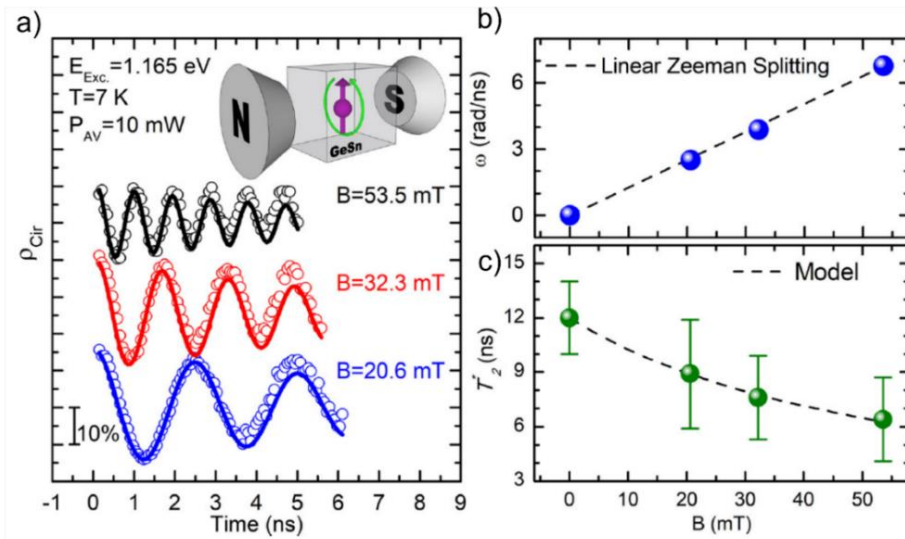 a)
E_Exc.=1.165 eV
T=7 K
P_AV=10 mW
N
S
GeSn
B=53.5 mT
B=32.3 mT
B=20.6 mT
10%
ρ_Cir
-1 0 1 2 3 4 5 6 7 8 9
Time (ns)
b)
Linear Zeeman Splitting
ω (rad/ns)
6
3
0
c)
Model
T*_2 (ns)
15
12
9
6
3
0 10 20 30 40 50
B (mT)